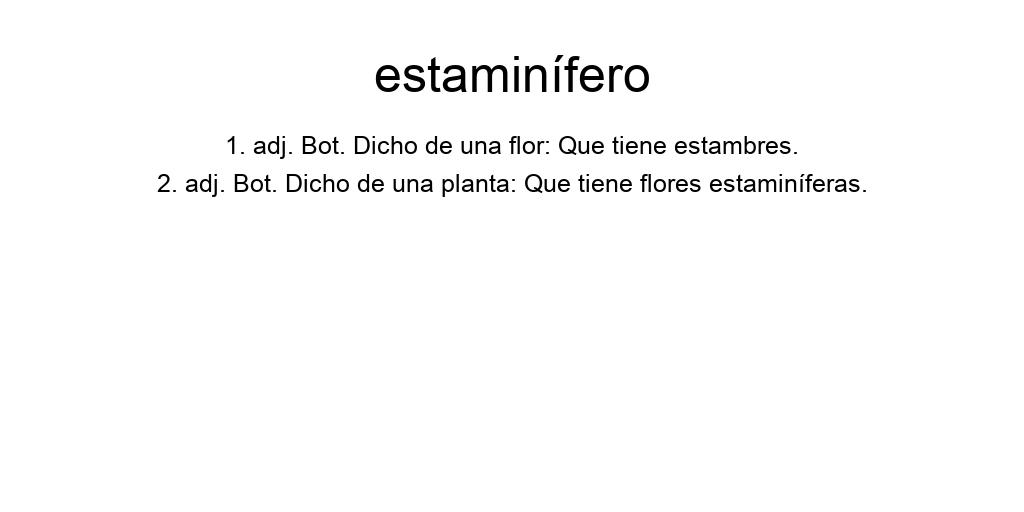 estaminífero
1. adj. Bot. Dicho de una flor: Que tiene estambres.
2. adj. Bot. Dicho de una planta: Que tiene flores estaminíferas.